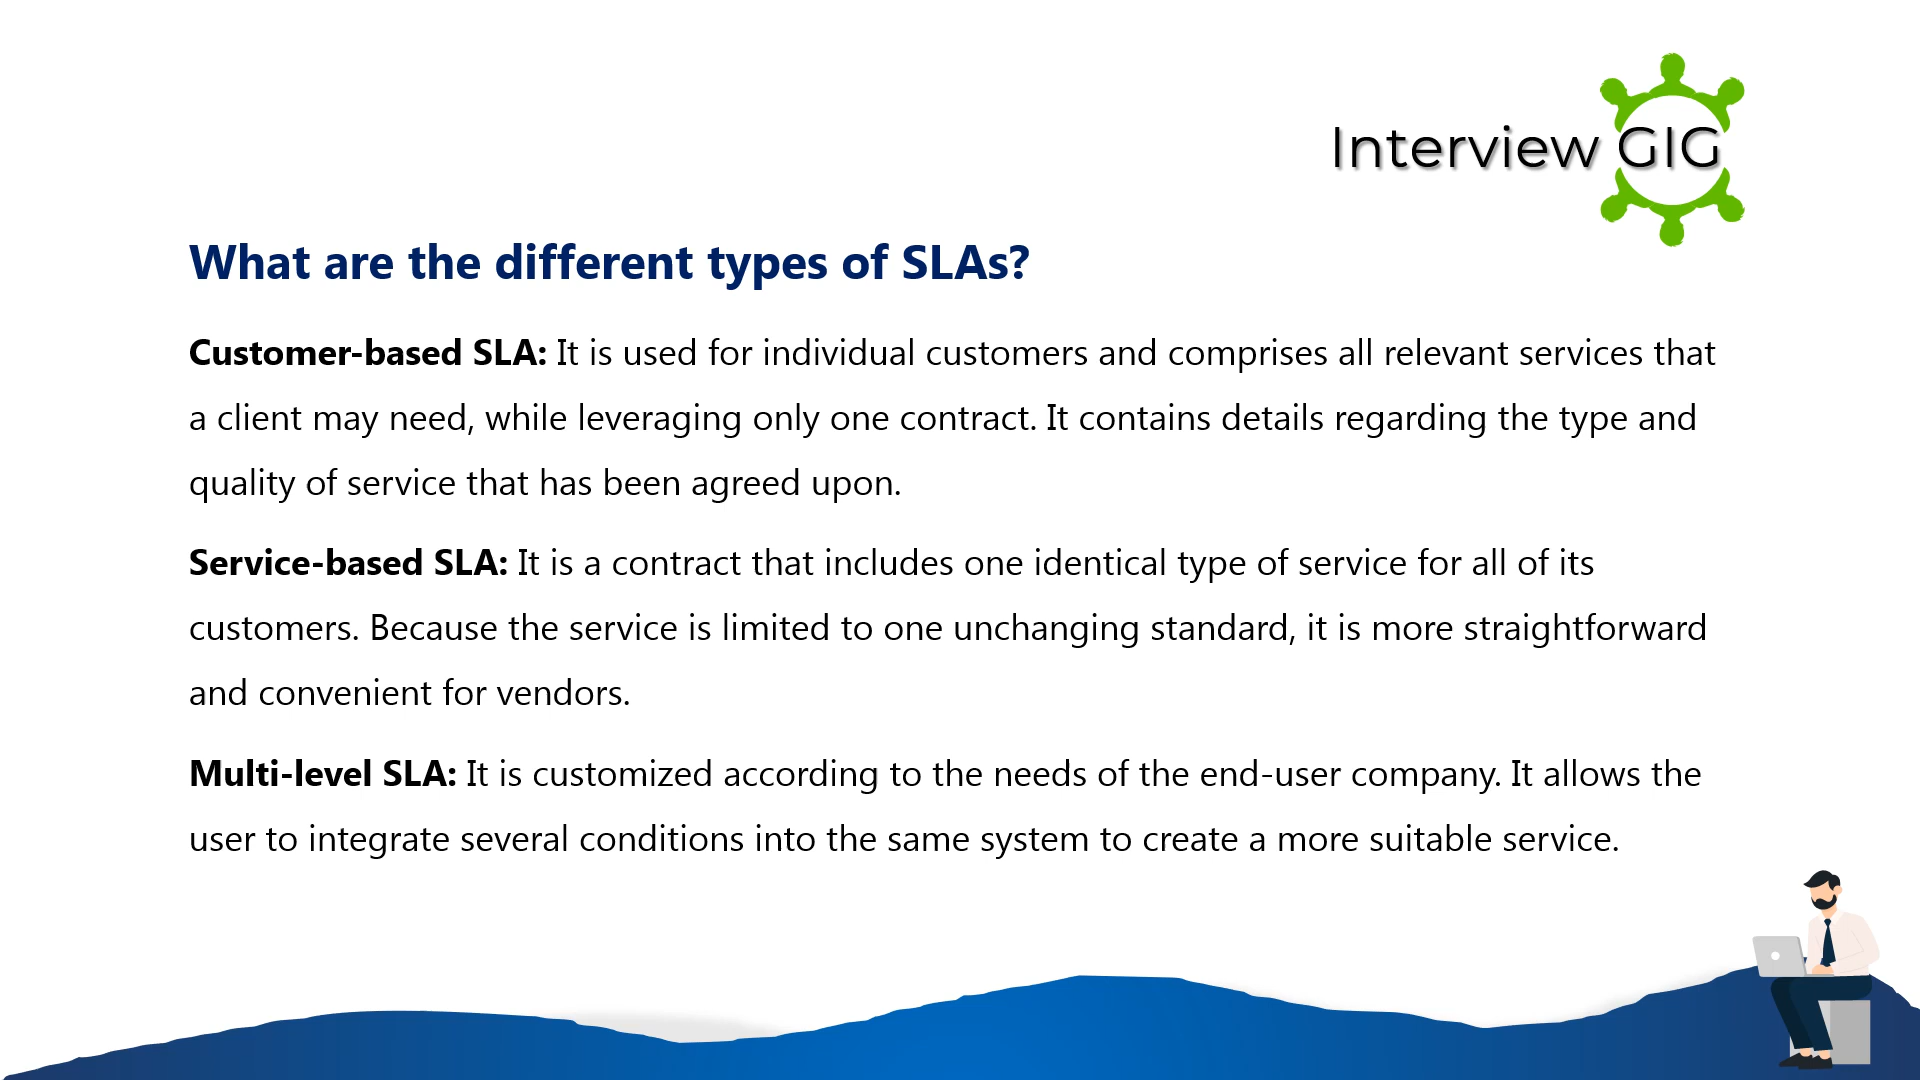 Interview GIG
What are the different types of SLAs?
Customer-based SLA: It is used for individual customers and comprises all relevant services that
a client may need, while leveraging only one contract. It contains details regarding the type and
quality of service that has been agreed upon.
Service-based SLA: It is a contract that includes one identical type of service for all of its
customers. Because the service is limited to one unchanging standard, it is more straightforward
and convenient for vendors.
Multi-level SLA: It is customized according to the needs of the end-user company. It allows the
user to integrate several conditions into the same system to create a more suitable service.